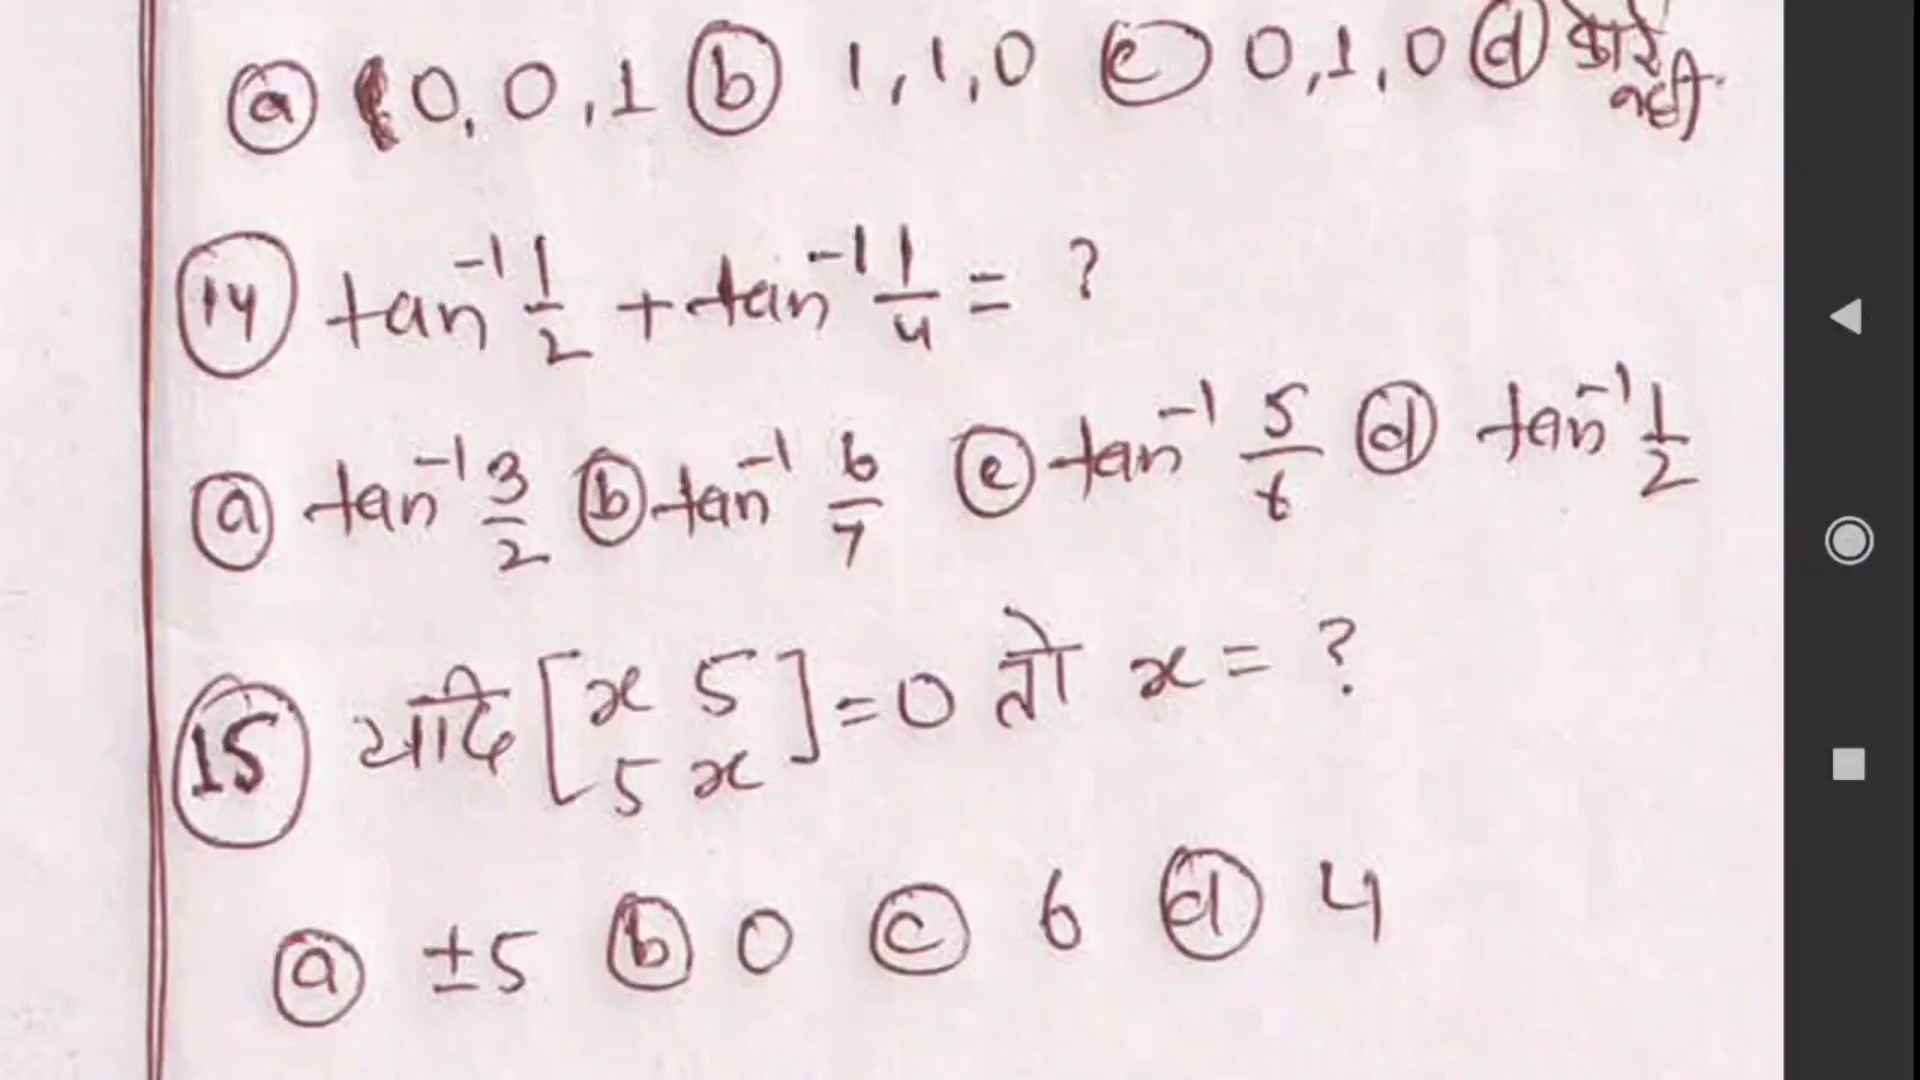 (a) 0, 0, 1 (b) 1, 1, 0 (c) 0, 1, 0 (d) कोई नहीं
(14) tan⁻¹ 1/2 + tan⁻¹ 1/4 = ?
(a) tan⁻¹ 3/2 (b) tan⁻¹ 6/7 (c) tan⁻¹ 5/6 (d) tan⁻¹ 1/2
(15) यदि [x 5
5 x] = 0 तो x = ?
(a) ±5 (b) 0 (c) 6 (d) 4